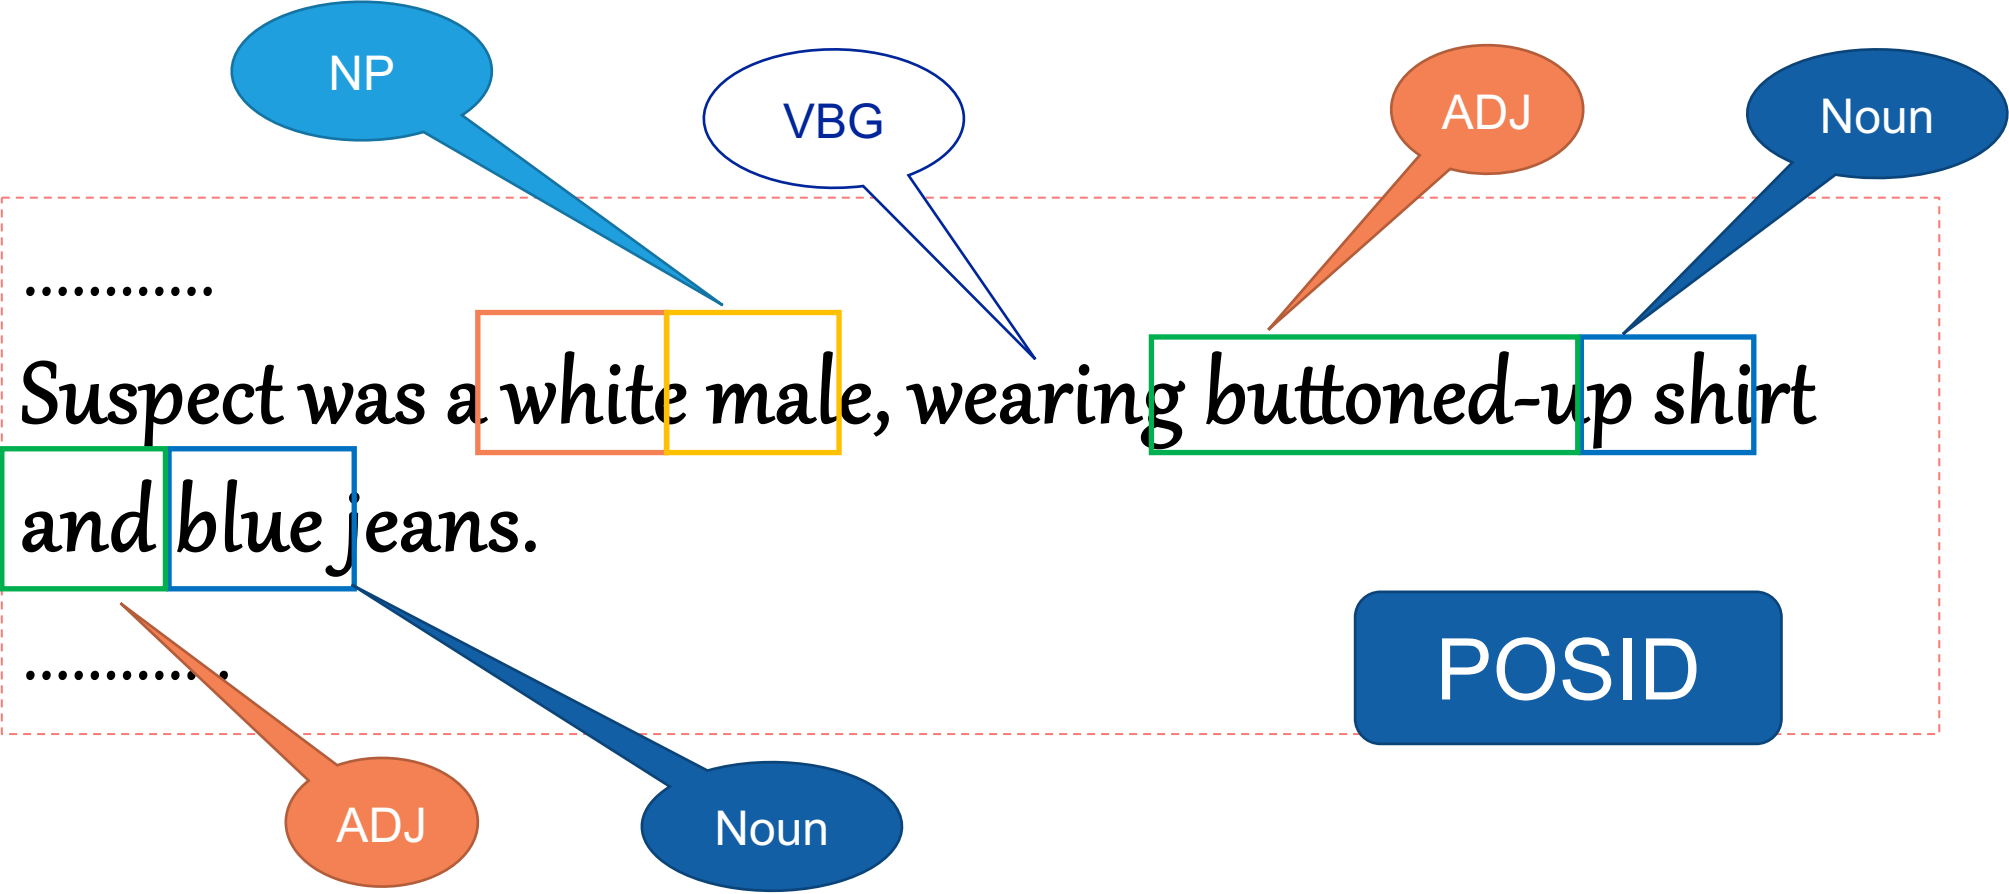 NP
VBG
ADJ
Noun
............
Suspect was a white male, wearing buttoned-up shirt
and blue jeans.
.............
POSID
ADJ
Noun